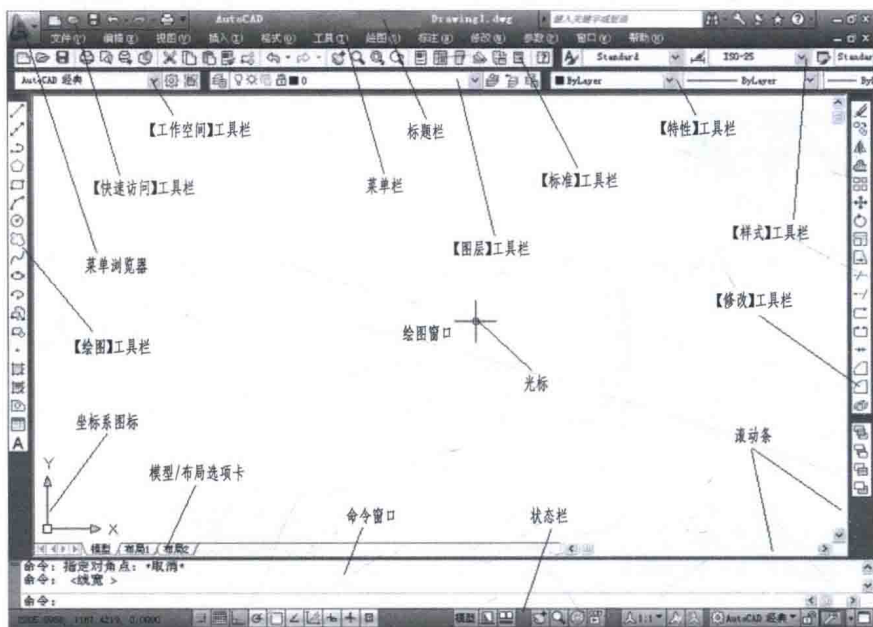 AutoCAD Drawing1.dwg 键入关键字或短语
文件(F) 编辑(E) 视图(V) 插入(I) 格式(O) 工具(T) 绘图(D) 标注(N) 修改(M) 参数(P) 窗口(W) 帮助(H)
Standard ISO-25 Standar
AutoCAD 经典 0 ByLayer ByLayer ByL
【工作空间】工具栏
标题栏
【特性】工具栏
【快速访问】工具栏
菜单栏
【标准】工具栏
【样式】工具栏
【图层】工具栏
菜单浏览器
【修改】工具栏
绘图窗口
【绘图】工具栏
光标
A
坐标系图标
滚动条
Y
模型/布局选项卡
X
命令窗口
状态栏
模型 布局1 布局2
命令: 指定对角点: *取消*
命令: <线宽 >
命令:
模型 人1:1 AutoCAD 经典